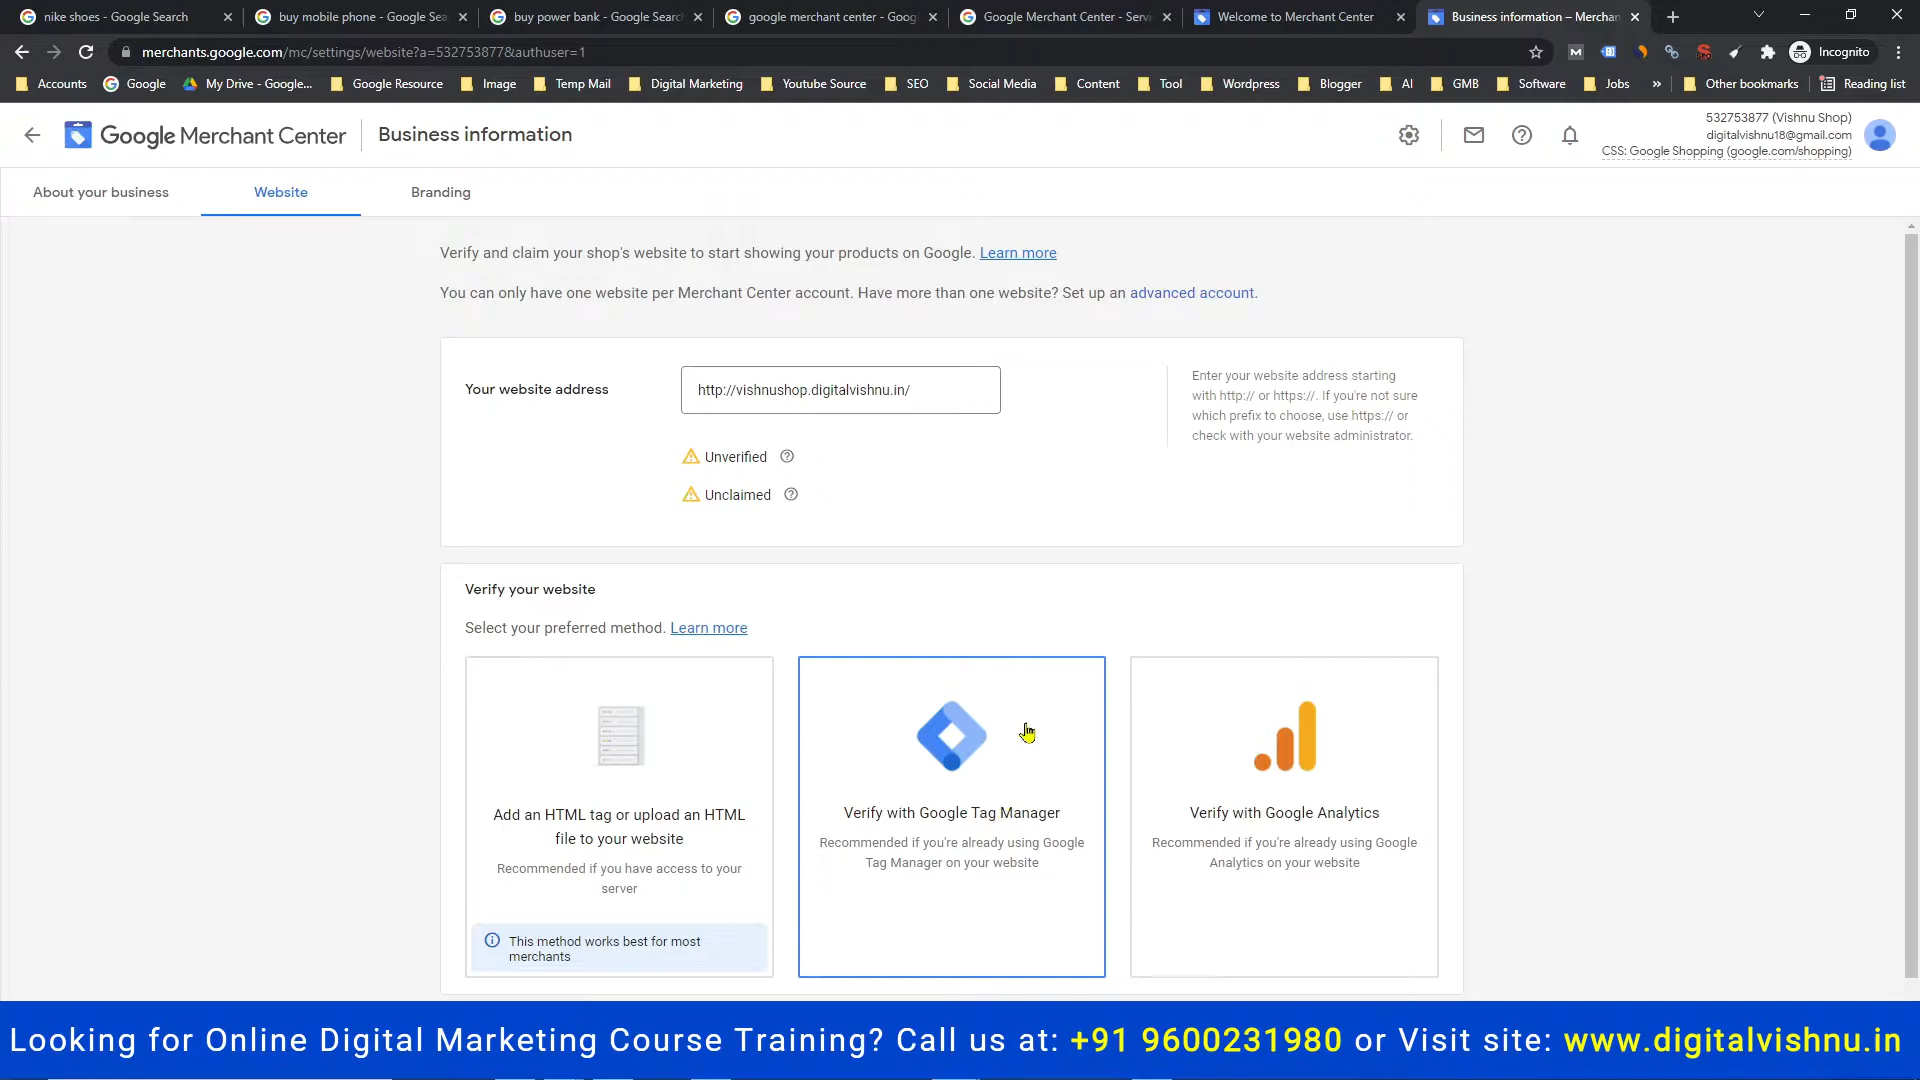 nike shoes - Google Search
buy mobile phone - Google Sea
buy power bank - Google Search
google merchant center - Goog
Google Merchant Center - Servi
Welcome to Merchant Center
Business information – Merchan
merchants.google.com/mc/settings/website?a=532753877&authuser=1
Incognito
Accounts
Google
My Drive - Google...
Google Resource
Image
Temp Mail
Digital Marketing
Youtube Source
SEO
Social Media
Content
Tool
Wordpress
Blogger
AI
GMB
Software
Jobs
»
Other bookmarks
Reading list
Google Merchant Center
Business information
532753877 (Vishnu Shop)
digitalvishnu18@gmail.com
CSS: Google Shopping (google.com/shopping)
About your business
Website
Branding
Verify and claim your shop's website to start showing your products on Google. Learn more
You can only have one website per Merchant Center account. Have more than one website? Set up an advanced account.
Your website address
http://vishnushop.digitalvishnu.in/
Enter your website address starting
with http:// or https://. If you're not sure
which prefix to choose, use https:// or
check with your website administrator.
Unverified
Unclaimed
Verify your website
Select your preferred method. Learn more
Add an HTML tag or upload an HTML
file to your website
Recommended if you have access to your
server
This method works best for most
merchants
Verify with Google Tag Manager
Recommended if you're already using Google
Tag Manager on your website
Verify with Google Analytics
Recommended if you're already using Google
Analytics on your website
Looking for Online Digital Marketing Course Training? Call us at: +91 9600231980 or Visit site: www.digitalvishnu.in